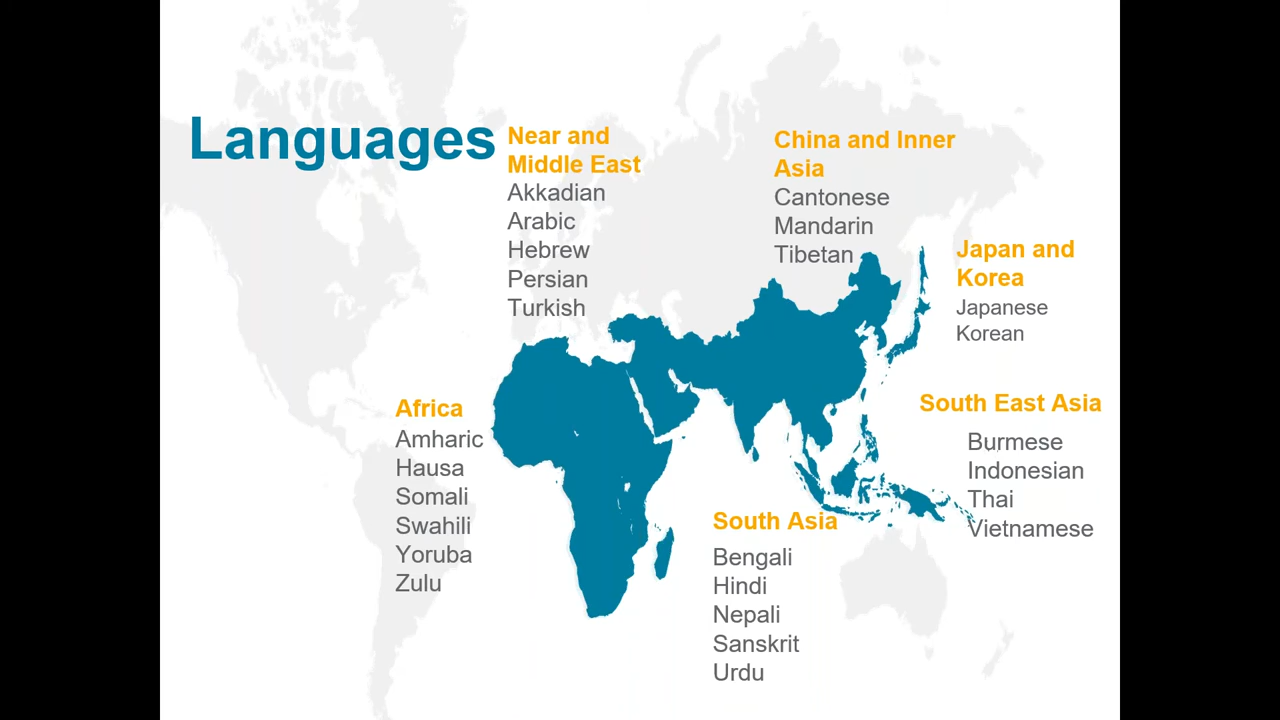 Languages
Near and
Middle East
Akkadian
Arabic
Hebrew
Persian
Turkish
China and Inner
Asia
Cantonese
Mandarin
Tibetan
Japan and
Korea
Japanese
Korean
Africa
Amharic
Hausa
Somali
Swahili
Yoruba
Zulu
South Asia
Bengali
Hindi
Nepali
Sanskrit
Urdu
South East Asia
Burmese
Indonesian
Thai
Vietnamese